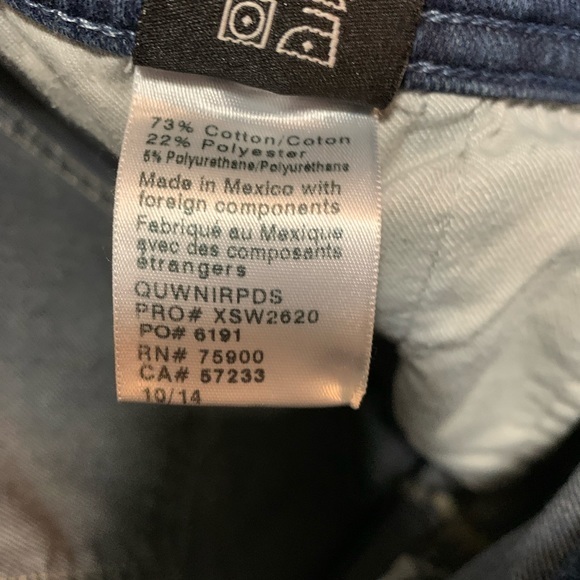 73% Cotton/Coton
22% Polyester
5% Polyurethane/Polyuréthane
Made in Mexico with
foreign components
Fabriqué au Mexique
avec des composants
étrangers
QUWNIRPDS
PRO# XSW2620
PO# 6191
RN# 75900
CA# 57233
10/14